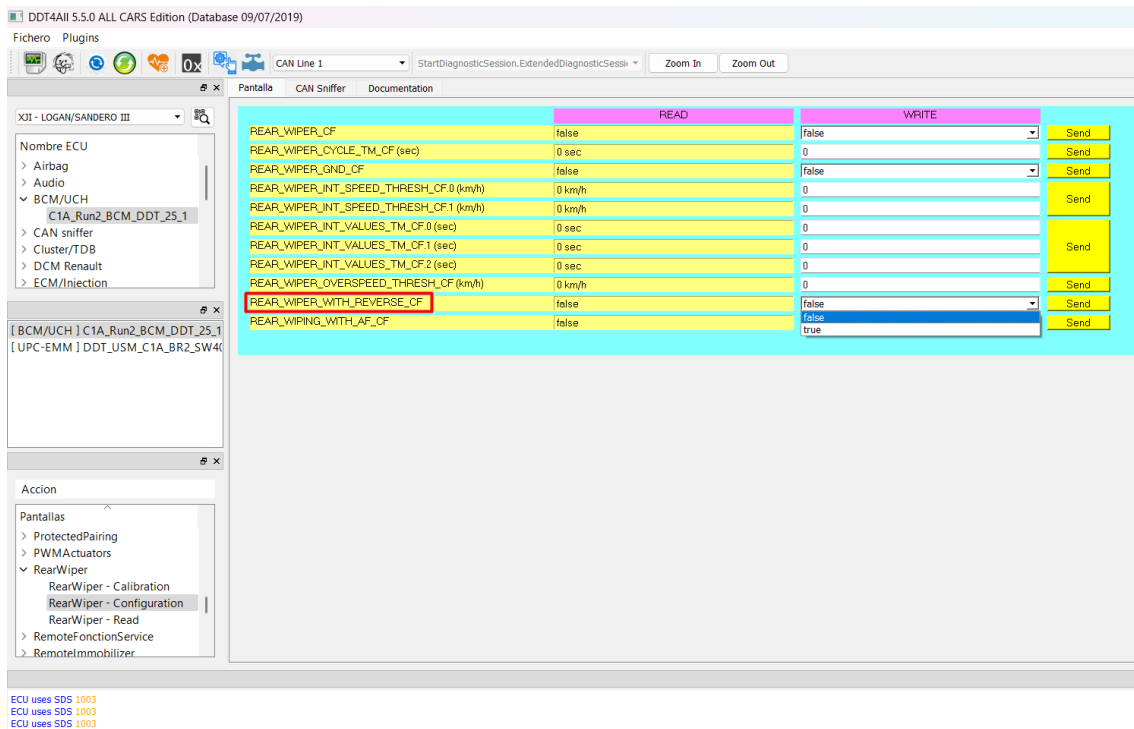 DDT4All 5.5.0 ALL CARS Edition (Database 09/07/2019)
Fichero Plugins
0x CAN Line 1 StartDiagnosticSession.ExtendedDiagnosticSessi Zoom In Zoom Out
Pantalla CAN Sniffer Documentation
XJI - LOGAN/SANDERO III
Nombre ECU
Airbag
Audio
BCM/UCH
C1A_Run2_BCM_DDT_25_1
CAN sniffer
Cluster/TDB
DCM Renault
ECM/Injection
[ BCM/UCH ] C1A_Run2_BCM_DDT_25_1
[ UPC-EMM ] DDT_USM_C1A_BR2_SW40
Accion
Pantallas
ProtectedPairing
PWMActuators
RearWiper
RearWiper - Calibration
RearWiper - Configuration
RearWiper - Read
RemoteFonctionService
RemoteImmobilizer
READ WRITE
REAR_WIPER_CF false false Send
REAR_WIPER_CYCLE_TM_CF (sec) 0 sec 0 Send
REAR_WIPER_GND_CF false false Send
REAR_WIPER_INT_SPEED_THRESH_CF.0 (km/h) 0 km/h 0
Send
REAR_WIPER_INT_SPEED_THRESH_CF.1 (km/h) 0 km/h 0
REAR_WIPER_INT_VALUES_TM_CF.0 (sec) 0 sec 0
REAR_WIPER_INT_VALUES_TM_CF.1 (sec) 0 sec 0 Send
REAR_WIPER_INT_VALUES_TM_CF.2 (sec) 0 sec 0
REAR_WIPER_OVERSPEED_THRESH_CF (km/h) 0 km/h 0 Send
REAR_WIPER_WITH_REVERSE_CF false false Send
REAR_WIPING_WITH_AF_CF false false Send
true
ECU uses SDS 1003
ECU uses SDS 1003
ECU uses SDS 1003